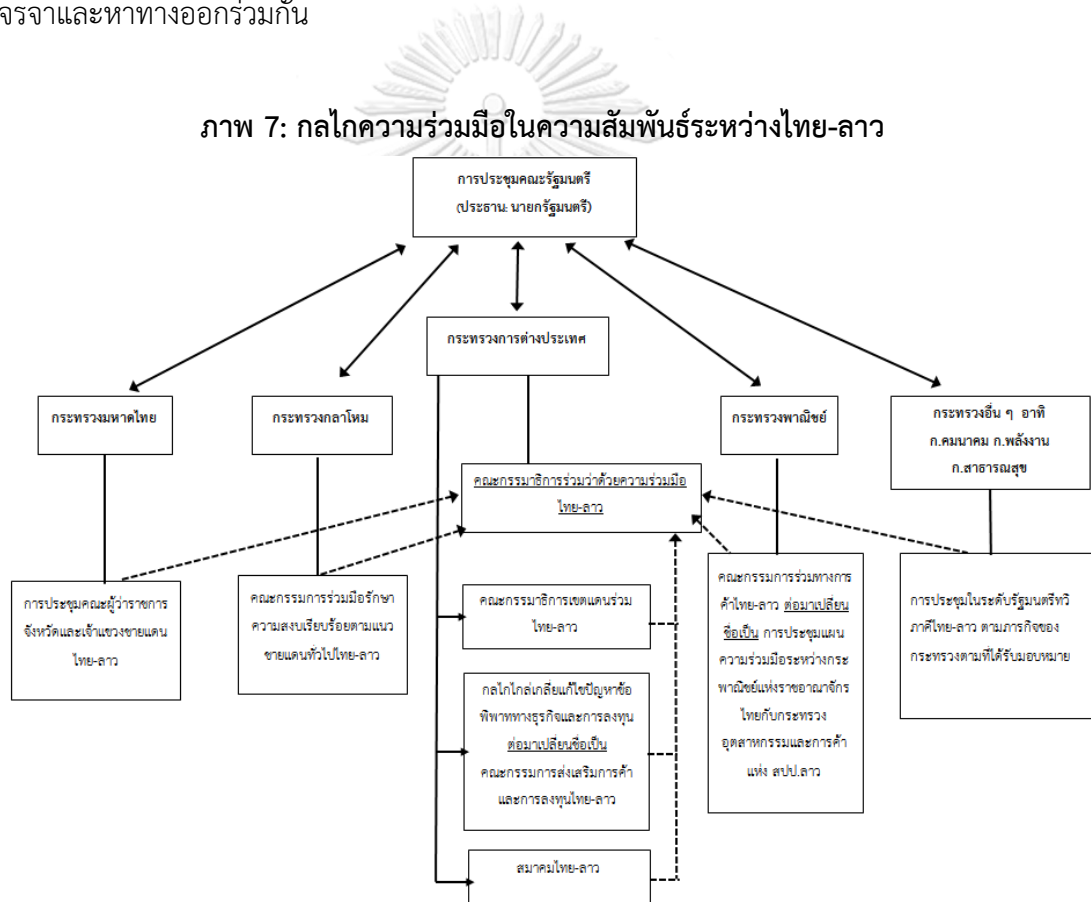 จรจาและหาทางออกร่วมกัน
ภาพ 7: กลไกความร่วมมือในความสัมพันธ์ระหว่างไทย-ลาว
การประชุมคณะรัฐมนตรี
(ประธาน: นายกรัฐมนตรี)
กระทรวงการต่างประเทศ
กระทรวงมหาดไทย
กระทรวงกลาโหม
กระทรวงพาณิชย์
กระทรวงอื่น ๆ อาทิ
ก.คมนาคม ก.พลังงาน
ก.สาธารณสุข
คณะกรรมาธิการร่วมว่าด้วยความร่วมมือ
ไทย-ลาว
การประชุมคณะผู้ว่าราชการ
จังหวัดและเจ้าแขวงชายแดน
ไทย-ลาว
คณะกรรมการร่วมมือรักษา
ความสงบเรียบร้อยตามแนว
ชายแดนทั่วไปไทย-ลาว
คณะกรรมาธิการเขตแดนร่วม
ไทย-ลาว
กลไกไกล่เกลี่ยแก้ไขปัญหาข้อ
พิพาททางธุรกิจและการลงทุน
ต่อมาเปลี่ยนชื่อเป็น
คณะกรรมการส่งเสริมการค้า
และการลงทุนไทย-ลาว
สมาคมไทย-ลาว
คณะกรรมการร่วมทางการ
ค้าไทย-ลาว ต่อมาเปลี่ยน
ชื่อเป็น การประชุมแผน
ความร่วมมือระหว่างกระ
พาณิชย์แห่งราชอาณาจักร
ไทยกับกระทรวง
อุตสาหกรรมและการค้า
แห่ง สปป.ลาว
การประชุมในระดับรัฐมนตรีทวิ
ภาคีไทย-ลาว ตามภารกิจของ
กระทรวงตามที่ได้รับมอบหมาย